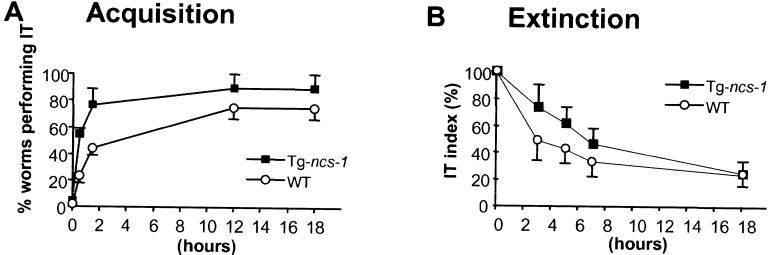 A Acquisition
% worms performing IT
100
80
60
40
20
0
Tg-ncs-1
WT
0 2 4 6 8 10 12 14 16 18
(hours)
B Extinction
IT index (%)
100
80
60
40
20
0
Tg-ncs-1
WT
0 2 4 6 8 12 14 16 18
(hours)